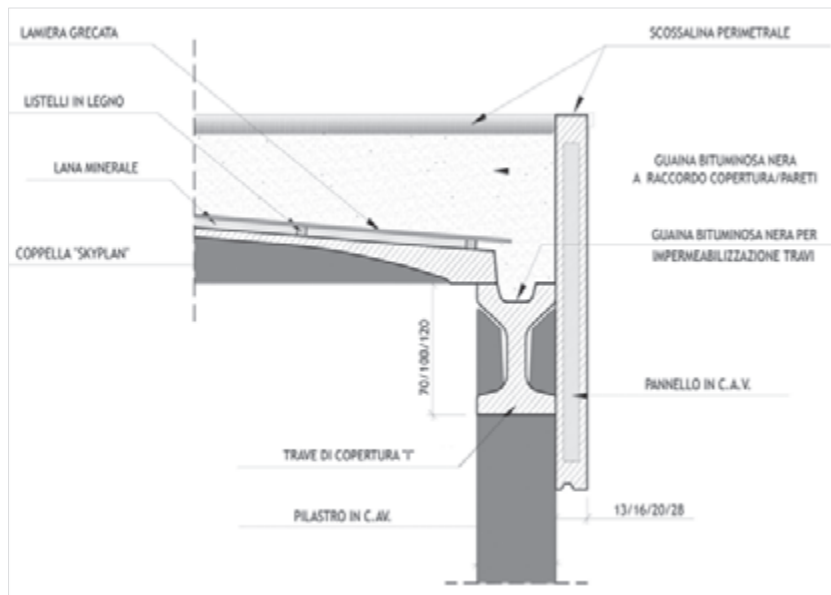 LAMIERA GRECATA
SCOSSALINA PERIMETRALE
LISTELLI IN LEGNO
LANA MINERALE
GUAINA BITUMINOSA NERA
A RACCORDO COPERTURA/PARETI
COPPELLA "SKYPLAN"
GUAINA BITUMINOSA NERA PER
IMPERMEABILIZZAZIONE TRAVI
70/100/120
PANNELLO IN C.A.V.
TRAVE DI COPERTURA "I"
PILASTRO IN C.AV.
13/16/20/28